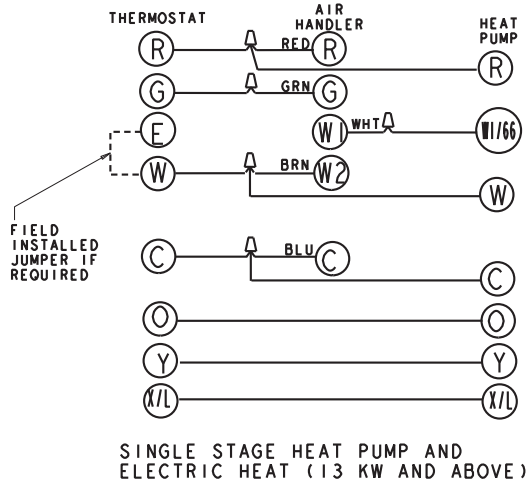 THERMOSTAT
AIR
HANDLER
HEAT
PUMP
R RED R
R
G GRN G
E W1 WHT W1/66
W BRN W2
W
FIELD
INSTALLED
JUMPER IF
REQUIRED
C BLU C
C
O O
Y Y
X/L X/L
SINGLE STAGE HEAT PUMP AND
ELECTRIC HEAT (13 KW AND ABOVE)